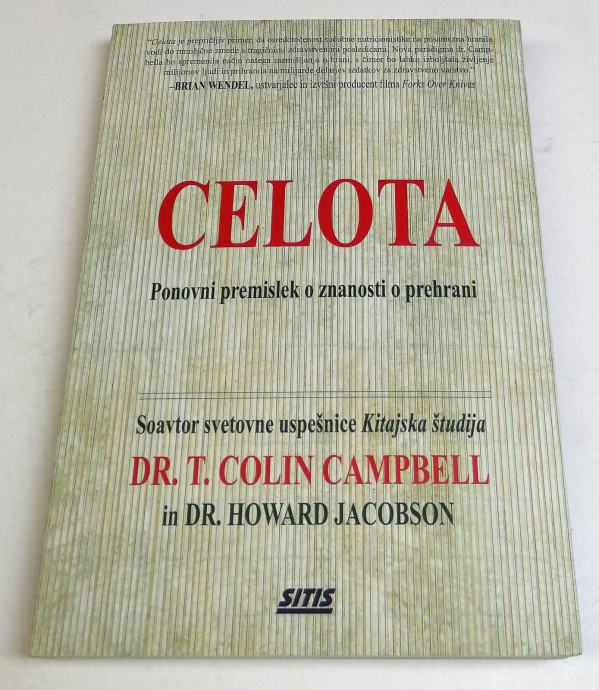 "Celota je prepričljiv primer, da osredotočenost sodobne nutricionistike na posamezna hranila
vodi do množične zmede s tragičnimi zdravstvenimi posledicami. Nova paradigma dr. Camp-
bella bo spremenila način našega razmišljanja o hrani, s čimer bo lahko izboljšala življenje
milijonov ljudi in prihranila na milijarde dolarjev izdatkov za zdravstveno varstvo."
–BRIAN WENDEL, ustvarjalec in izvršni producent filma Forks Over Knives
CELOTA
Ponovni premislek o znanosti o prehrani
Soavtor svetovne uspešnice Kitajska študija
DR. T. COLIN CAMPBELL
in DR. HOWARD JACOBSON
SITIS